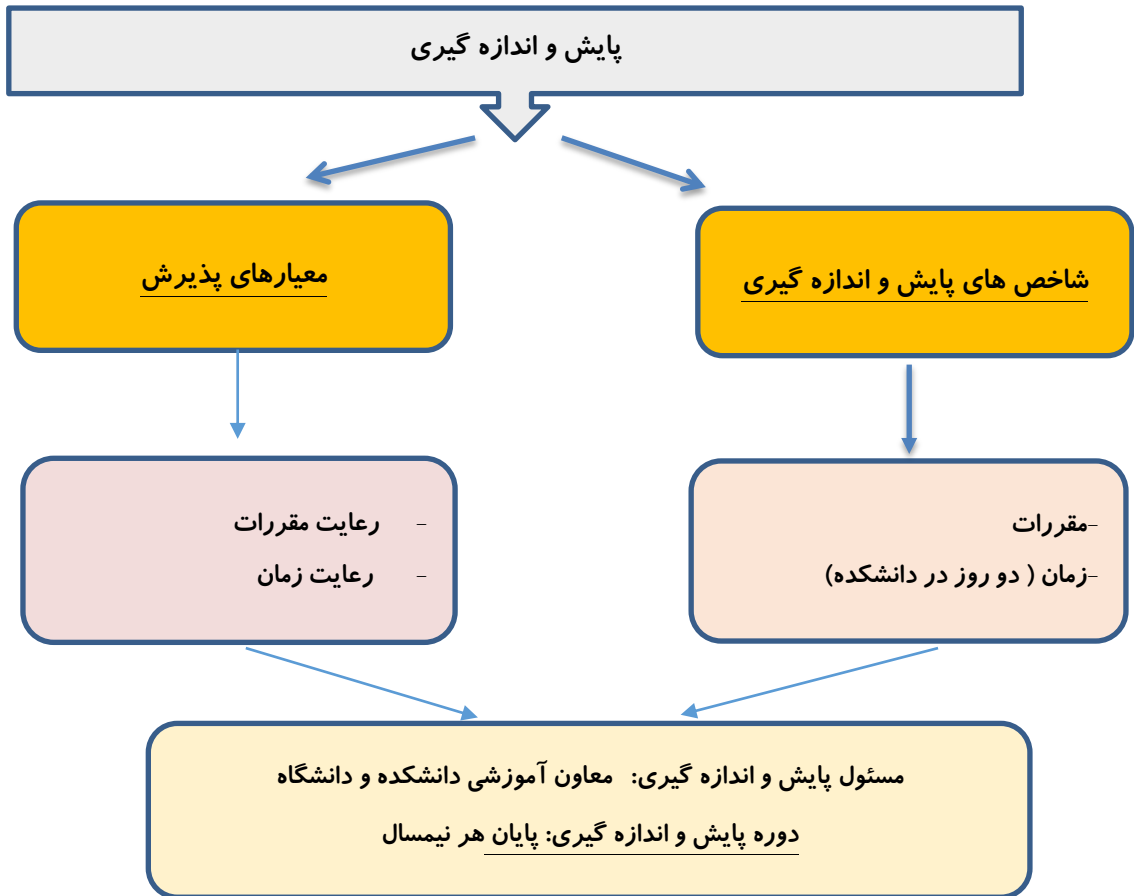 پایش و اندازه گیری
شاخص های پایش و اندازه گیری
معیارهای پذیرش
-مقررات
-زمان ( دو روز در دانشکده)
- رعایت مقررات
- رعایت زمان
مسئول پایش و اندازه گیری: معاون آموزشی دانشکده و دانشگاه
دوره پایش و اندازه گیری: پایان هر نیمسال